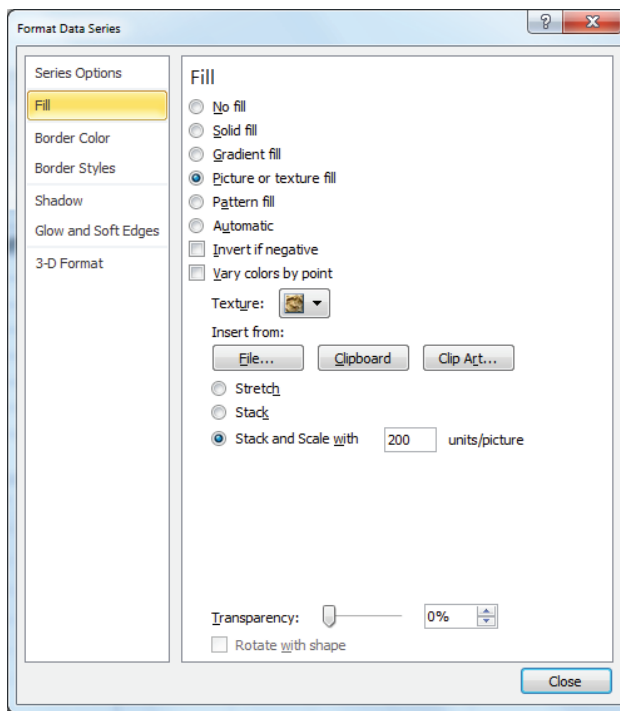 Format Data Series
?
X
Series Options
Fill
Border Color
Border Styles
Shadow
Glow and Soft Edges
3-D Format
Fill
No fill
Solid fill
Gradient fill
Picture or texture fill
Pattern fill
Automatic
Invert if negative
Vary colors by point
Texture:
Insert from:
File... Clipboard Clip Art...
Stretch
Stack
Stack and Scale with 200 units/picture
Transparency: 0%
Rotate with shape
Close